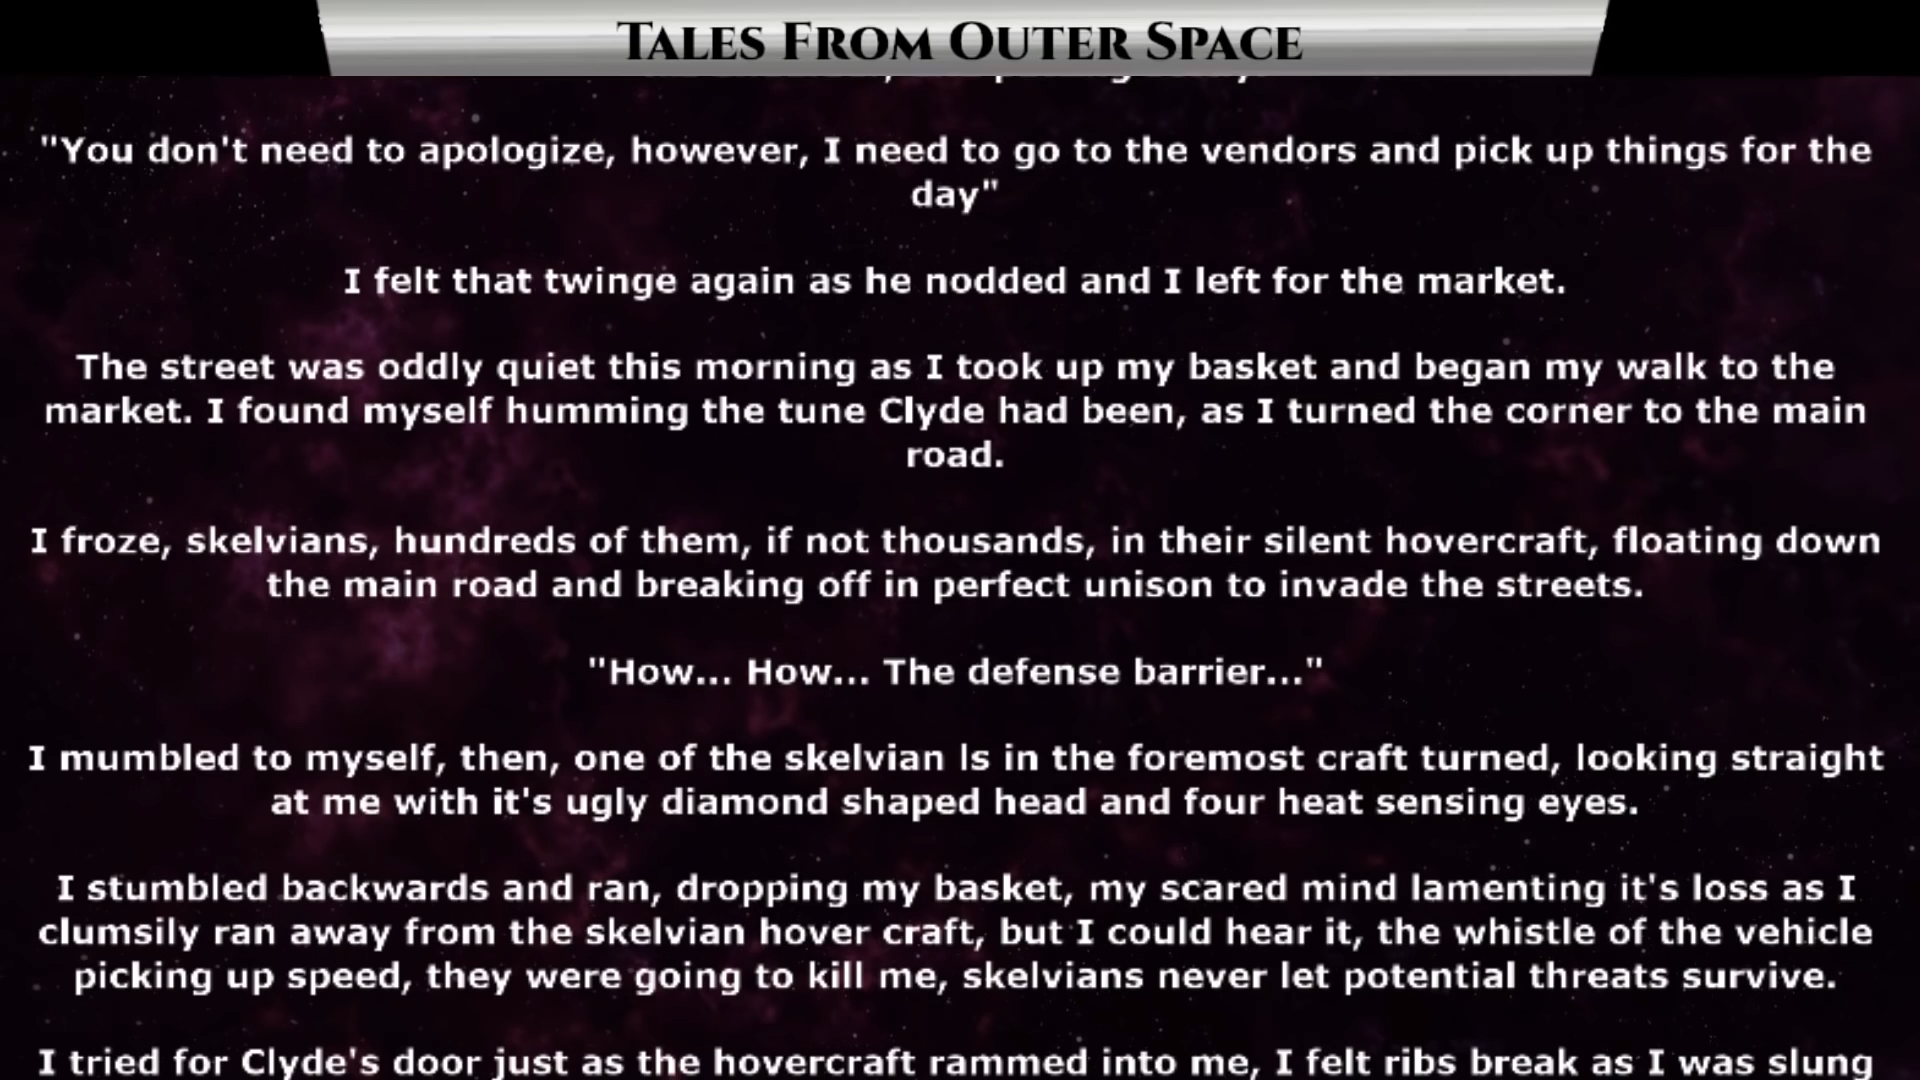 Tales From Outer Space
"You don't need to apologize, however, I need to go to the vendors and pick up things for the
day"
I felt that twinge again as he nodded and I left for the market.
The street was oddly quiet this morning as I took up my basket and began my walk to the
market. I found myself humming the tune Clyde had been, as I turned the corner to the main
road.
I froze, skelvians, hundreds of them, if not thousands, in their silent hovercraft, floating down
the main road and breaking off in perfect unison to invade the streets.
"How... How... The defense barrier..."
I mumbled to myself, then, one of the skelvian ls in the foremost craft turned, looking straight
at me with it's ugly diamond shaped head and four heat sensing eyes.
I stumbled backwards and ran, dropping my basket, my scared mind lamenting it's loss as I
clumsily ran away from the skelvian hover craft, but I could hear it, the whistle of the vehicle
picking up speed, they were going to kill me, skelvians never let potential threats survive.
I tried for Clyde's door just as the hovercraft rammed into me, I felt ribs break as I was slung